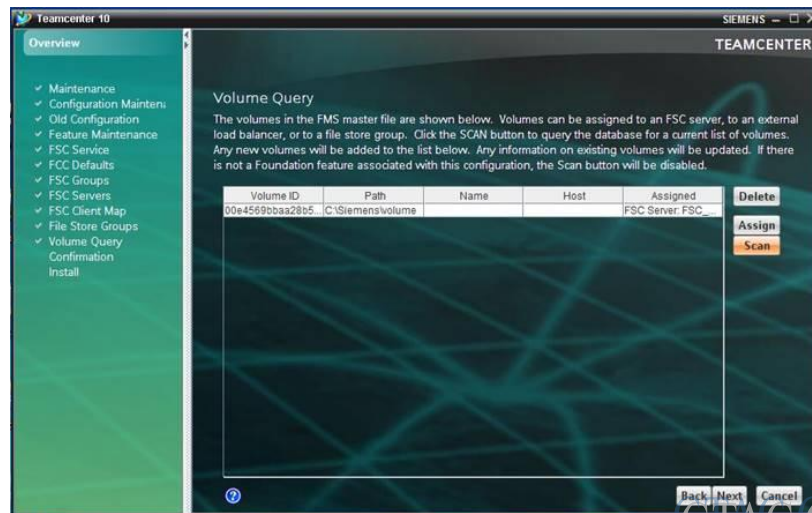 Teamcenter 10
SIEMENS
Overview
TEAMCENTER
Maintenance
Configuration Mainten
Old Configuration
Feature Maintenance
FSC Service
FCC Defaults
FSC Groups
FSC Servers
FSC Client Map
File Store Groups
Volume Query
Confirmation
Install
Volume Query
The volumes in the FMS master file are shown below. Volumes can be assigned to an FSC server, to an external
load balancer, or to a file store group. Click the SCAN button to query the database for a current list of volumes.
Any new volumes will be added to the list below. Any information on existing volumes will be updated. If there
is not a Foundation feature associated with this configuration, the Scan button will be disabled.
Volume ID Path Name Host Assigned
00e4569bbaa28b5... C:\Siemens\volume FSC Server: FSC_...
Delete
Assign
Scan
Back Next Cancel